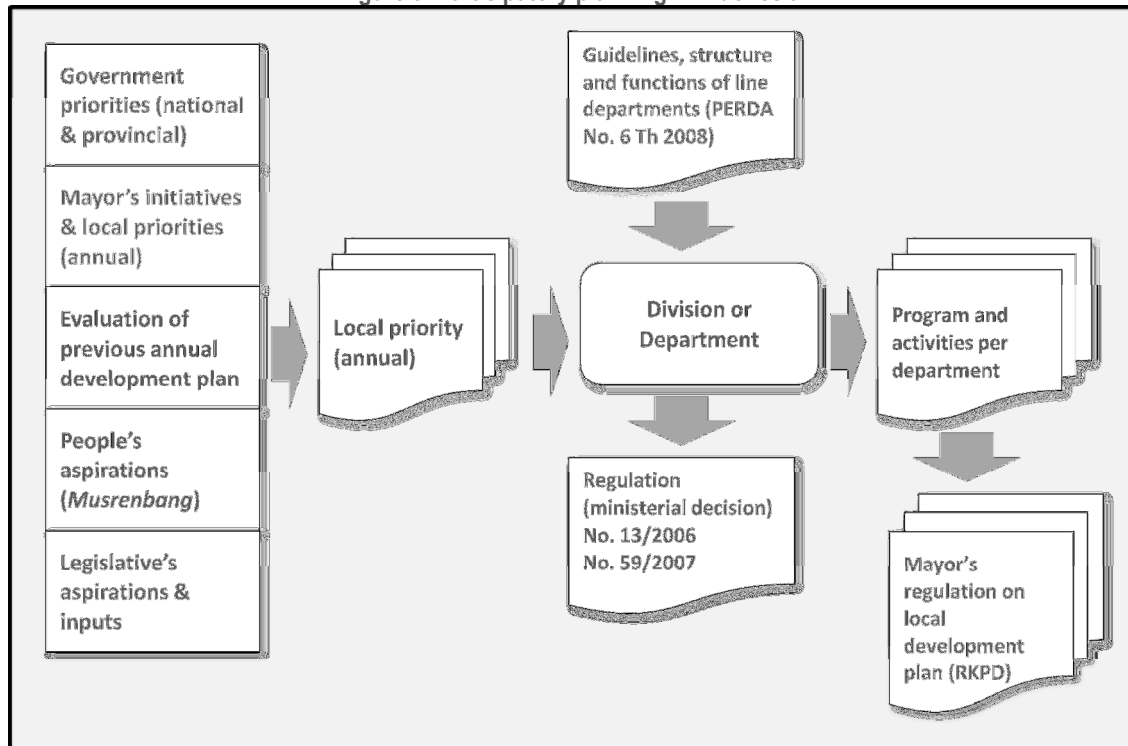 Government
priorities (national
& provincial)
Mayor's initiatives
& local priorities
(annual)
Evaluation of
previous annual
development plan
People's
aspirations
(Musrenbang)
Legislative's
aspirations &
inputs
Local priority
(annual)
Guidelines, structure
and functions of line
departments (PERDA
No. 6 Th 2008)
Division or
Department
Regulation
(ministerial decision)
No. 13/2006
No. 59/2007
Program and
activities per
department
Mayor's
regulation on
local
development
plan (RKPD)